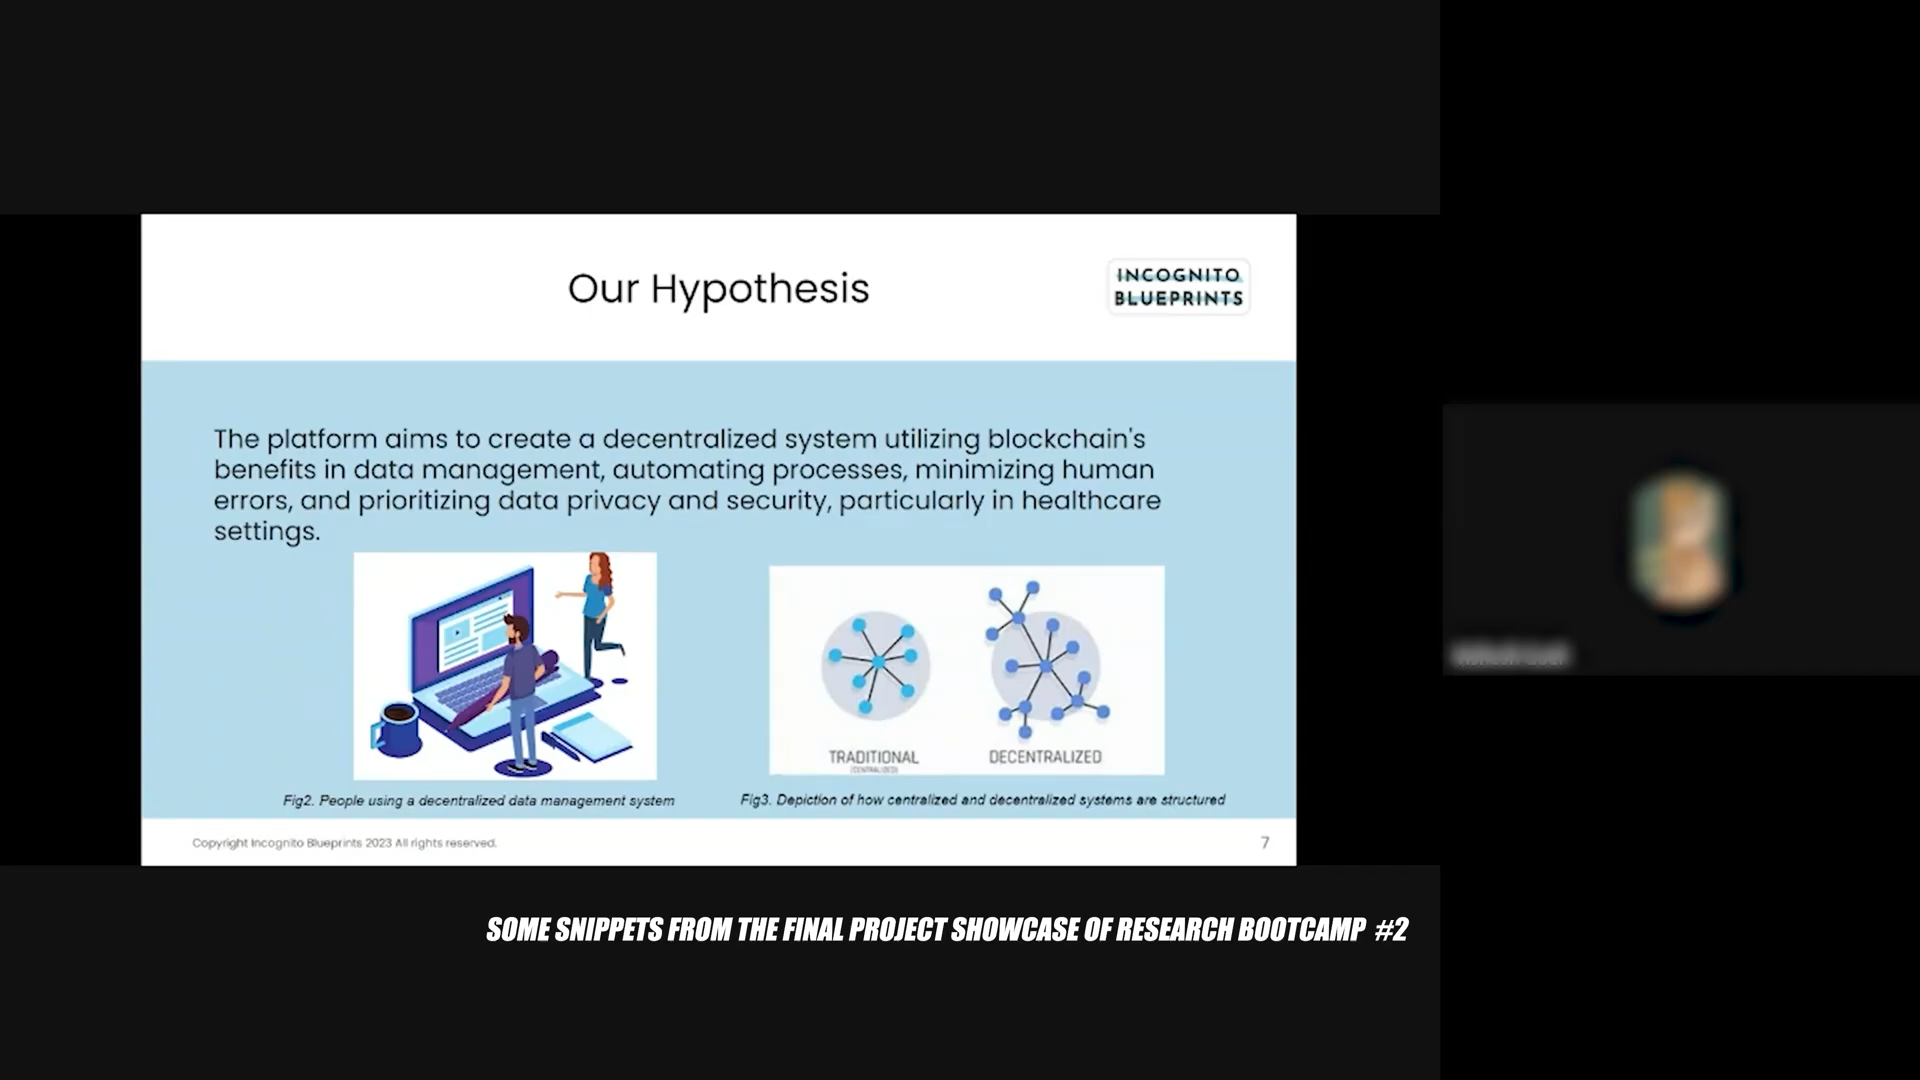 Our Hypothesis
INCOGNITO
BLUEPRINTS
The platform aims to create a decentralized system utilizing blockchain's
benefits in data management, automating processes, minimizing human
errors, and prioritizing data privacy and security, particularly in healthcare
settings.
TRADITIONAL
(CENTRALIZED)
DECENTRALIZED
Fig2. People using a decentralized data management system
Fig3. Depiction of how centralized and decentralized systems are structured
Copyright Incognito Blueprints 2023 All rights reserved.
7
SOME SNIPPETS FROM THE FINAL PROJECT SHOWCASE OF RESEARCH BOOTCAMP #2